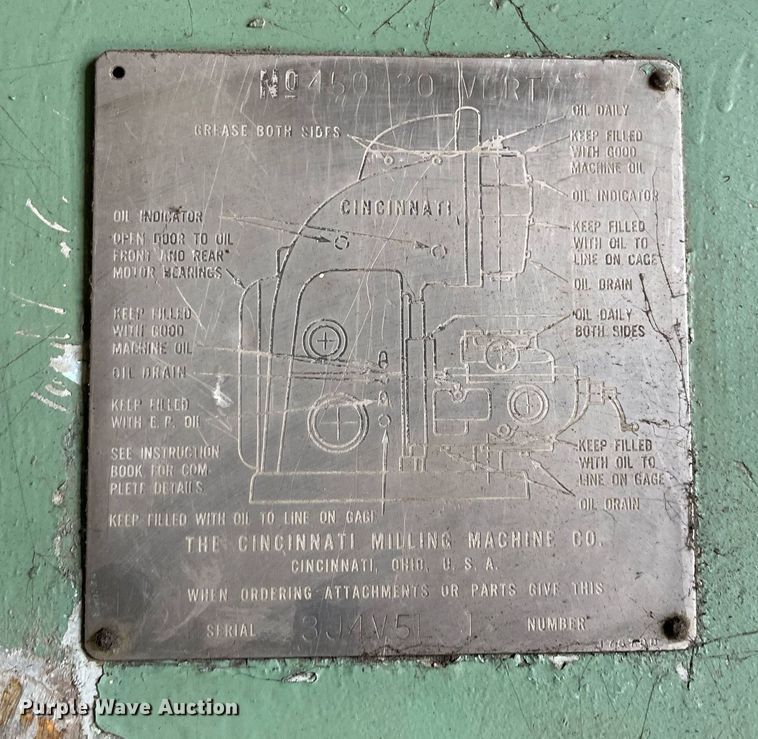 No 450 20 VERT
GREASE BOTH SIDES
OIL DAILY
KEEP FILLED
WITH GOOD
MACHINE OIL
OIL INDICATOR
CINCINNATI
OIL INDICATOR
OPEN DOOR TO OIL
FRONT AND REAR
MOTOR BEARINGS
KEEP FILLED
WITH OIL TO
LINE ON GAGE
OIL DRAIN
KEEP FILLED
WITH GOOD
MACHINE OIL
OIL DRAIN
OIL DAILY
BOTH SIDES
KEEP FILLED
WITH E.P. OIL
SEE INSTRUCTION
BOOK FOR COM-
PLETE DETAILS
KEEP FILLED
WITH OIL TO
LINE ON GAGE
OIL DRAIN
KEEP FILLED WITH OIL TO LINE ON GAGE
THE CINCINNATI MILLING MACHINE CO.
CINCINNATI, OHIO, U. S. A.
WHEN ORDERING ATTACHMENTS OR PARTS GIVE THIS
SERIAL 3J4V5 NUMBER
Purple Wave Auction